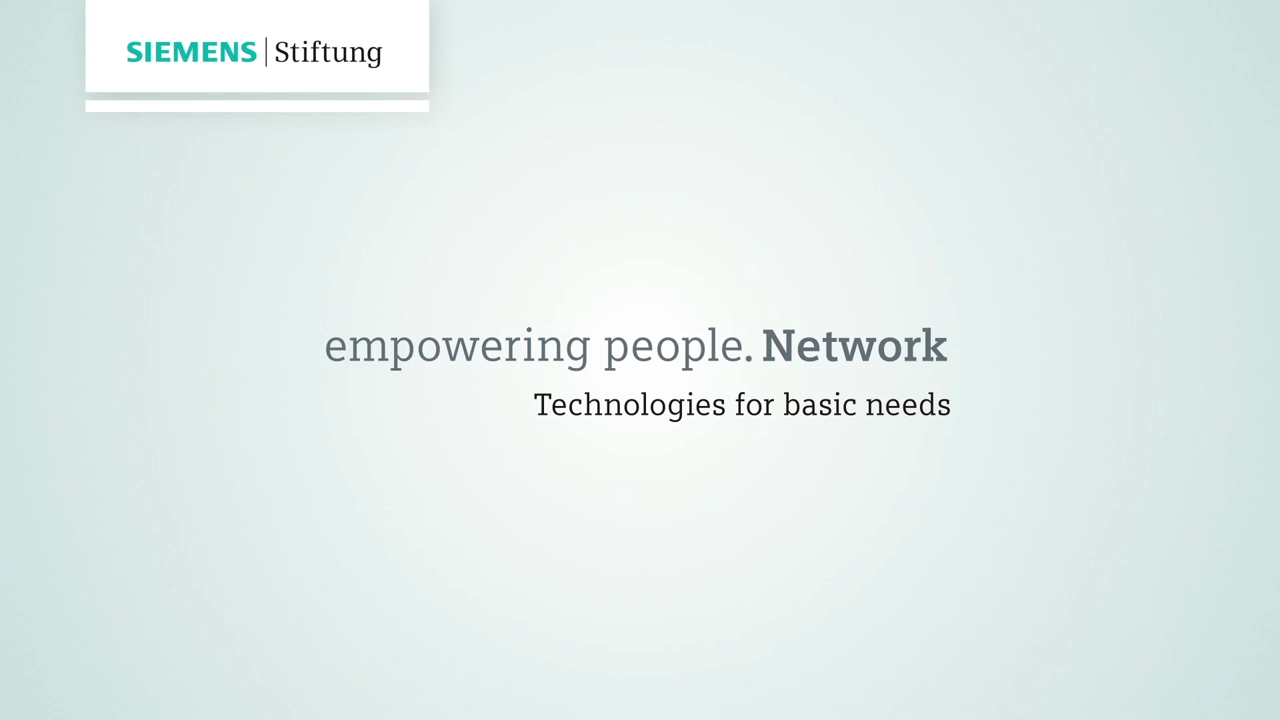 SIEMENS | Stiftung
empowering people. Network
Technologies for basic needs